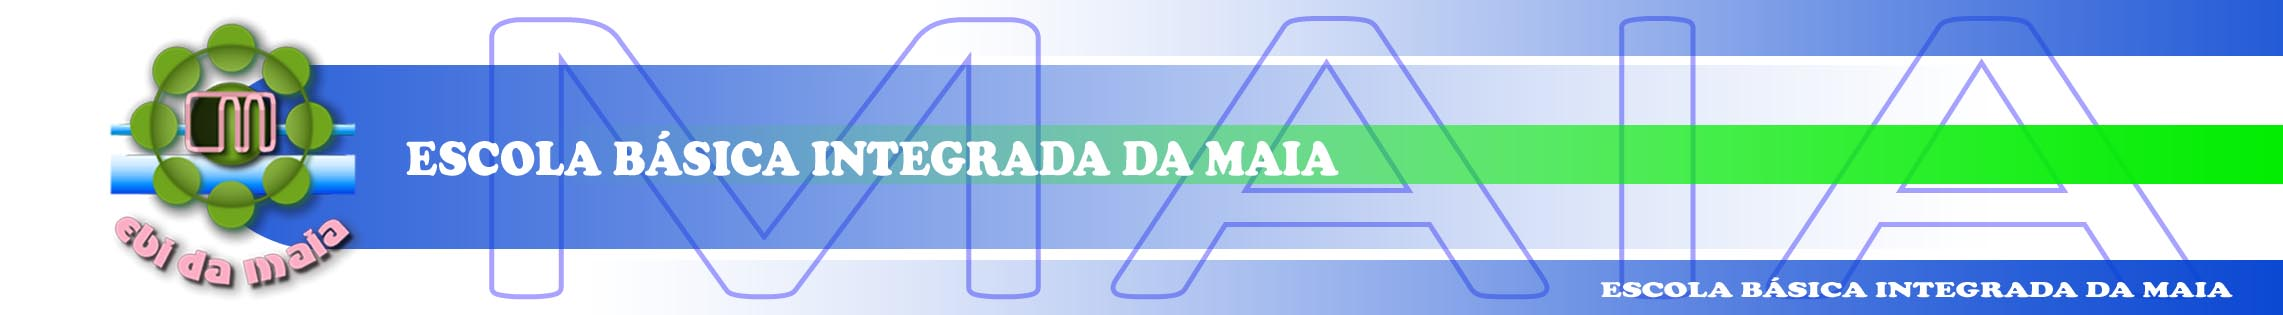 MAIA
ESCOLA BÁSICA INTEGRADA DA MAIA
m
ebi da maia
ESCOLA BÁSICA INTEGRADA DA MAIA